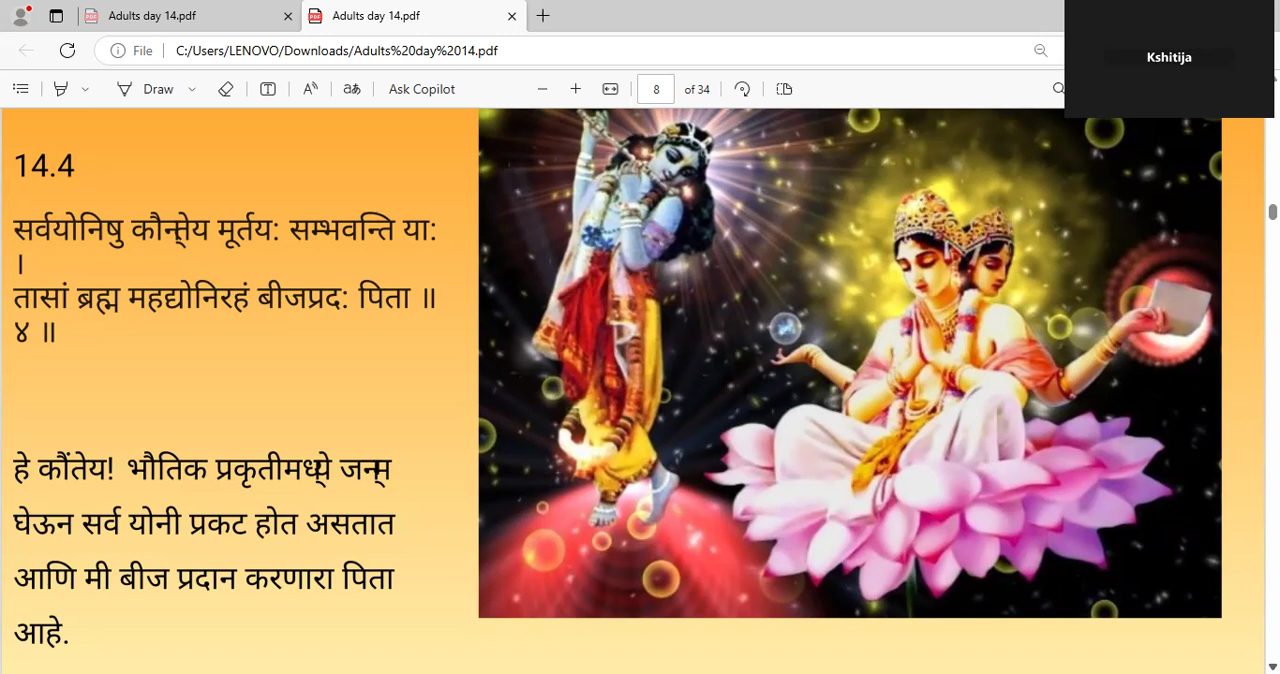 Adults day 14.pdf
Adults day 14.pdf
File
C:/Users/LENOVO/Downloads/Adults%20day%2014.pdf
Kshitija
Draw
aあ
Ask Copilot
8
of 34
14.4
सर्वयोनिषु कौन्तेय मूर्तय: सम्भवन्ति या:
।
तासां ब्रह्म महद्योनिरहं बीजप्रद: पिता ॥
४ ॥
हे कौंतेय! भौतिक प्रकृतीमध्ये जन्म
घेऊन सर्व योनी प्रकट होत असतात
आणि मी बीज प्रदान करणारा पिता
आहे.